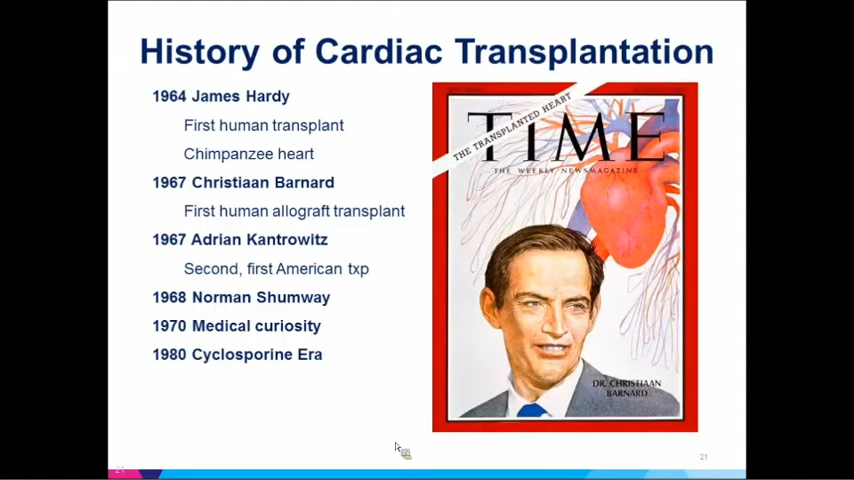 History of Cardiac Transplantation
1964 James Hardy
First human transplant
Chimpanzee heart
1967 Christiaan Barnard
First human allograft transplant
1967 Adrian Kantrowitz
Second, first American txp
1968 Norman Shumway
1970 Medical curiosity
1980 Cyclosporine Era
THE TRANSPLANTED HEART
TIME
THE WEEKLY NEWSMAGAZINE
DR. CHRISTIAAN
BARNARD
21
21